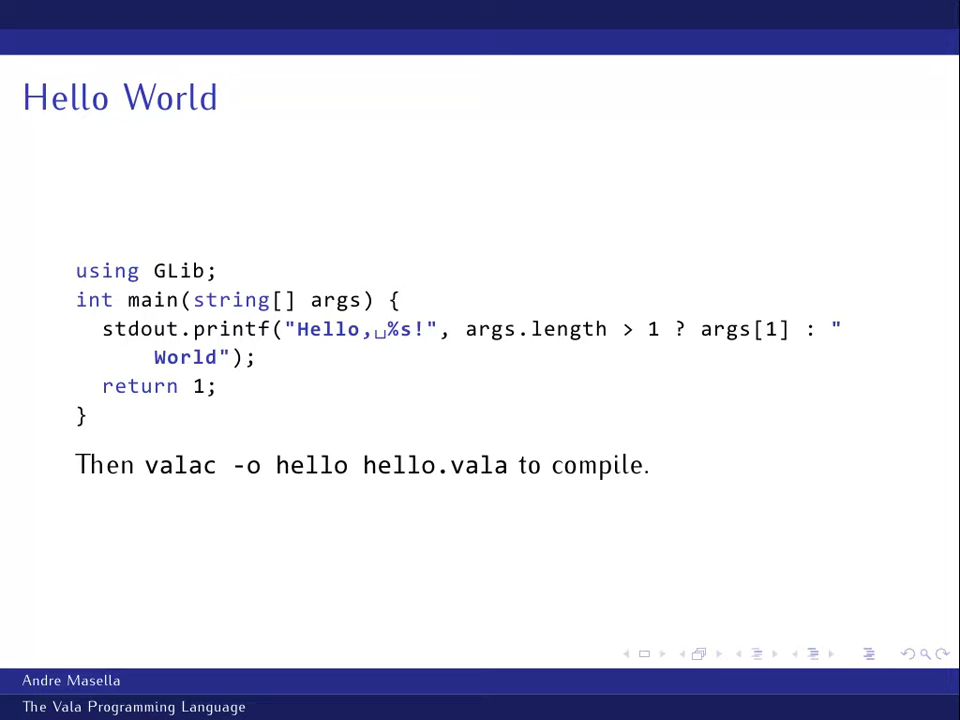 Hello World
using GLib;
int main(string[] args) {
stdout.printf("Hello,␣%s!", args.length > 1 ? args[1] : "
World");
return 1;
}
Then valac -o hello hello.vala to compile.
Andre Masella
The Vala Programming Language